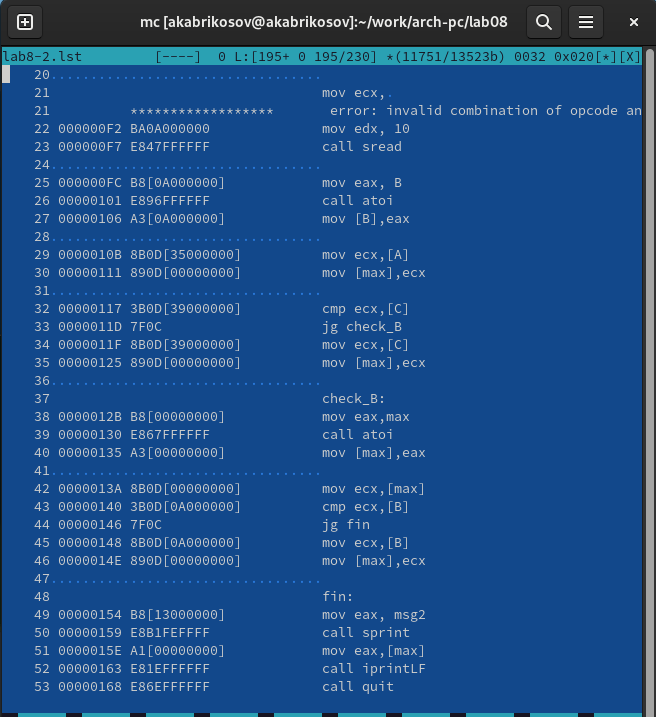 mc [akabrikosov@akabrikosov]:~/work/arch-pc/lab08
lab8-2.lst [----] 0 L:[195+ 0 195/230] *(11751/13523b) 0032 0x020[*][X]
20..................................
21 mov ecx,.
21 ****************** error: invalid combination of opcode an
22 000000F2 BA0A000000 mov edx, 10
23 000000F7 E847FFFFFF call sread
24..................................
25 000000FC B8[0A000000] mov eax, B
26 00000101 E896FFFFFF call atoi
27 00000106 A3[0A000000] mov [B],eax
28..................................
29 0000010B 8B0D[35000000] mov ecx,[A]
30 00000111 890D[00000000] mov [max],ecx
31..................................
32 00000117 3B0D[39000000] cmp ecx,[C]
33 0000011D 7F0C jg check_B
34 0000011F 8B0D[39000000] mov ecx,[C]
35 00000125 890D[00000000] mov [max],ecx
36..................................
37 check_B:
38 0000012B B8[00000000] mov eax,max
39 00000130 E867FFFFFF call atoi
40 00000135 A3[00000000] mov [max],eax
41..................................
42 0000013A 8B0D[00000000] mov ecx,[max]
43 00000140 3B0D[0A000000] cmp ecx,[B]
44 00000146 7F0C jg fin
45 00000148 8B0D[0A000000] mov ecx,[B]
46 0000014E 890D[00000000] mov [max],ecx
47..................................
48 fin:
49 00000154 B8[13000000] mov eax, msg2
50 00000159 E8B1FEFFFF call sprint
51 0000015E A1[00000000] mov eax,[max]
52 00000163 E81EFFFFFF call iprintLF
53 00000168 E86EFFFFFF call quit